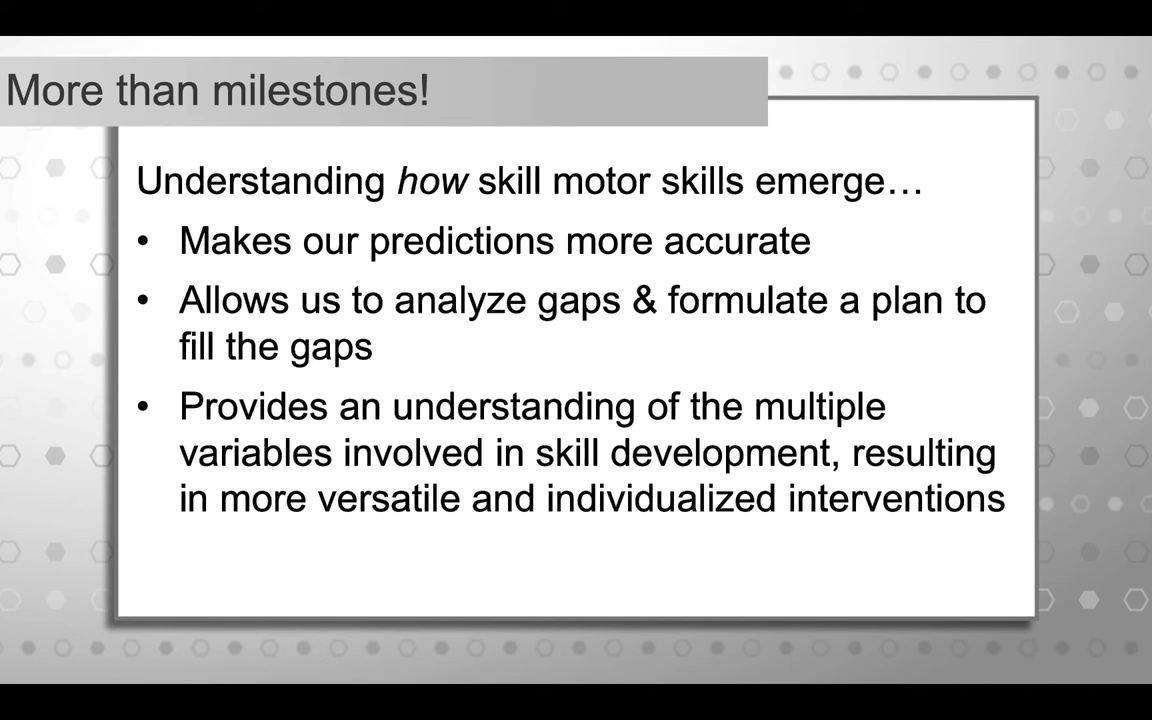 More than milestones!
Understanding how skill motor skills emerge…
• Makes our predictions more accurate
• Allows us to analyze gaps & formulate a plan to
fill the gaps
• Provides an understanding of the multiple
variables involved in skill development, resulting
in more versatile and individualized interventions